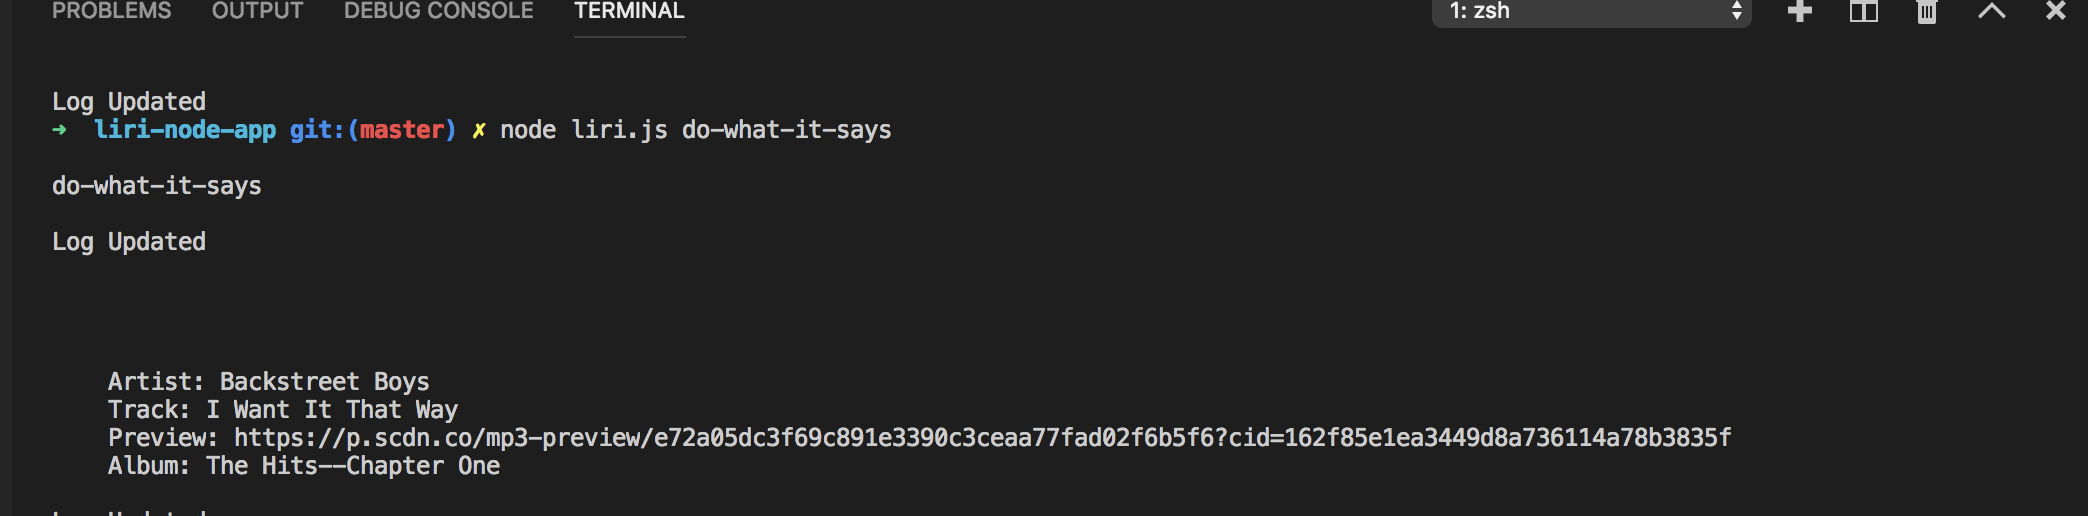 PROBLEMS OUTPUT DEBUG CONSOLE TERMINAL 1: zsh
Log Updated
➜ liri-node-app git:(master) ✗ node liri.js do-what-it-says
do-what-it-says
Log Updated
Artist: Backstreet Boys
Track: I Want It That Way
Preview: https://p.scdn.co/mp3-preview/e72a05dc3f69c891e3390c3ceaa77fad02f6b5f6?cid=162f85e1ea3449d8a736114a78b3835f
Album: The Hits--Chapter One